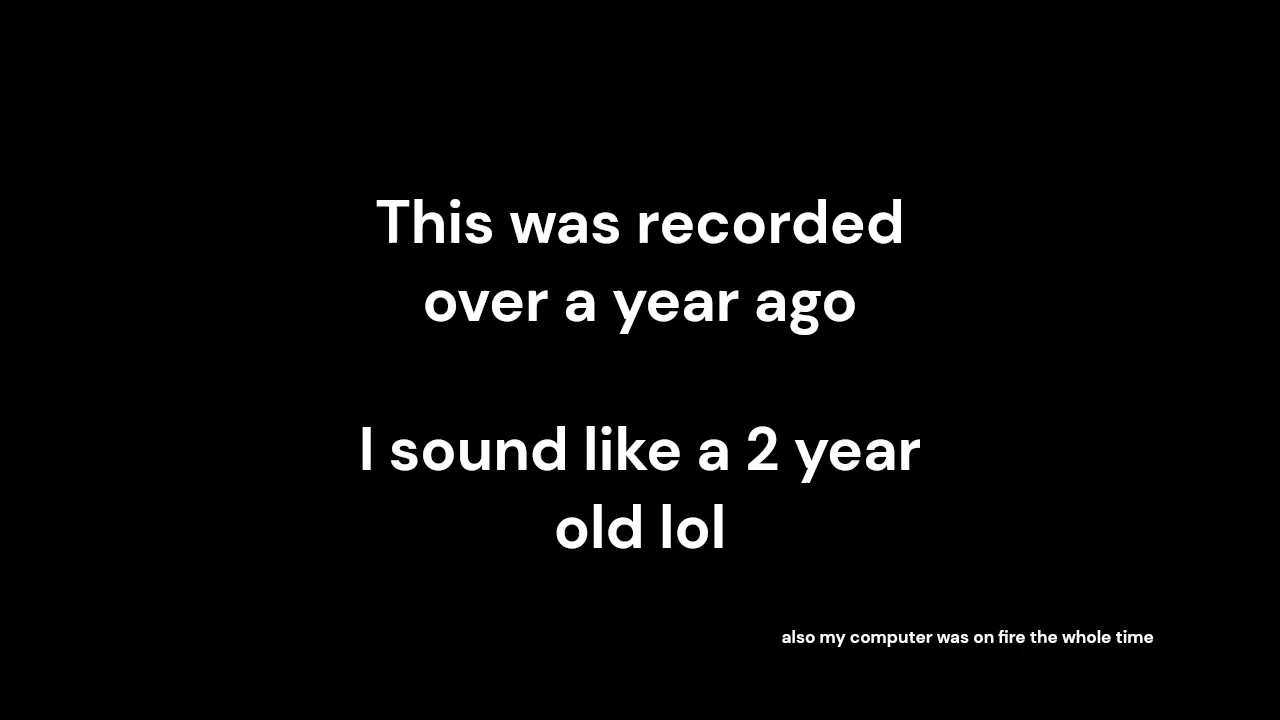 This was recorded
over a year ago
I sound like a 2 year
old lol
also my computer was on fire the whole time